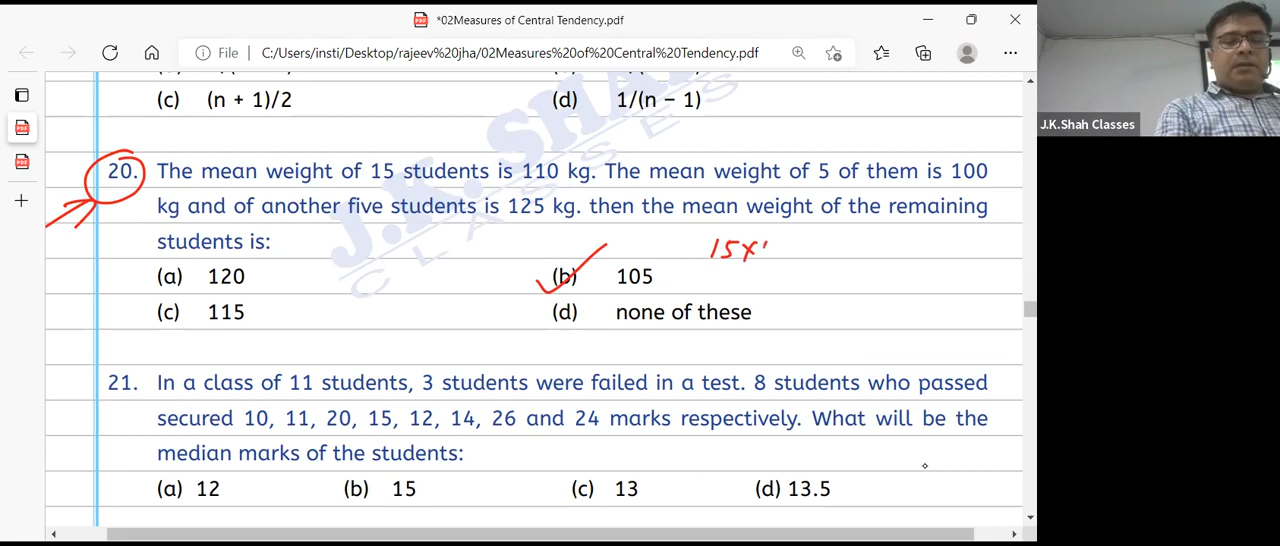 *02Measures of Central Tendency.pdf
File C:/Users/insti/Desktop/rajeev%20jha/02Measures%20of%20Central%20Tendency.pdf
J.K.Shah Classes
(c) (n + 1)/2 (d) 1/(n − 1)
J.K. SHAH
CLASSES
20. The mean weight of 15 students is 110 kg. The mean weight of 5 of them is 100
kg and of another five students is 125 kg. then the mean weight of the remaining
students is:
15x
(a) 120 (b) 105
(c) 115 (d) none of these
21. In a class of 11 students, 3 students were failed in a test. 8 students who passed
secured 10, 11, 20, 15, 12, 14, 26 and 24 marks respectively. What will be the
median marks of the students:
(a) 12 (b) 15 (c) 13 (d) 13.5